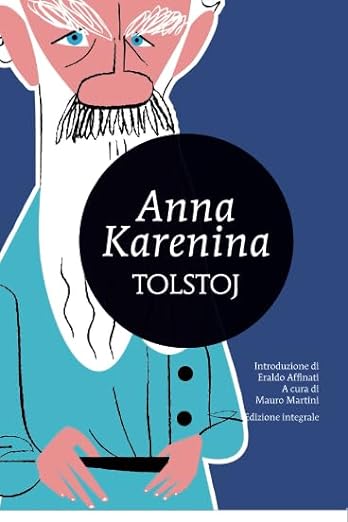 Anna
Karenina
TOLSTOJ
Introduzione di
Eraldo Affinati
A cura di
Mauro Martini
Edizione integrale